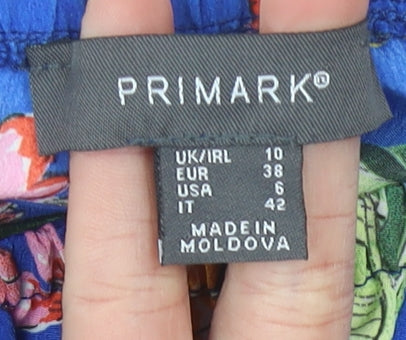 PRIMARK®
UK/IRL 10
EUR 38
USA 6
IT 42
MADE IN
MOLDOVA